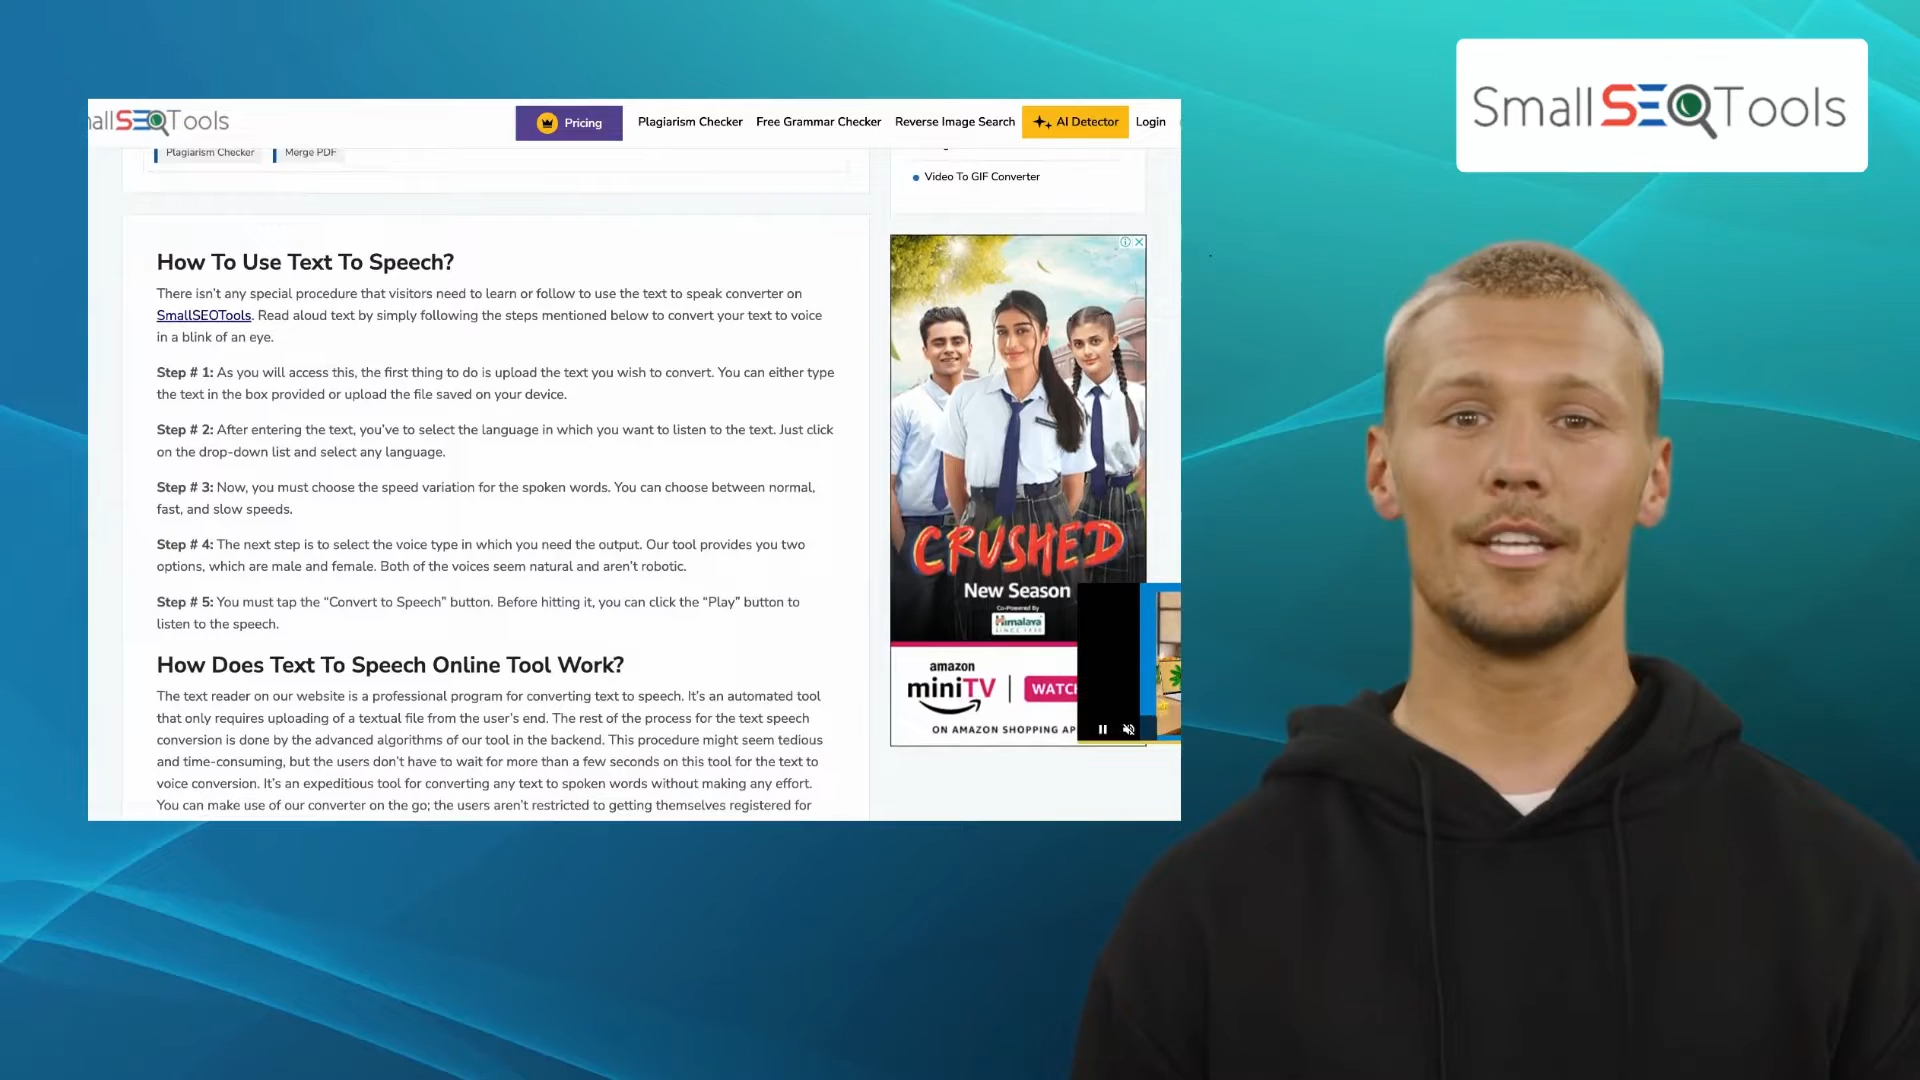 Small SEO Tools
allSEOTools
Pricing
Plagiarism Checker
Free Grammar Checker
Reverse Image Search
AI Detector
Login
Plagiarism Checker
Merge PDF
Video To GIF Converter
How To Use Text To Speech?
There isn't any special procedure that visitors need to learn or follow to use the text to speak converter on
SmallSEOTools. Read aloud text by simply following the steps mentioned below to convert your text to voice
in a blink of an eye.
Step # 1: As you will access this, the first thing to do is upload the text you wish to convert. You can either type
the text in the box provided or upload the file saved on your device.
Step # 2: After entering the text, you've to select the language in which you want to listen to the text. Just click
on the drop-down list and select any language.
Step # 3: Now, you must choose the speed variation for the spoken words. You can choose between normal,
fast, and slow speeds.
Step # 4: The next step is to select the voice type in which you need the output. Our tool provides you two
options, which are male and female. Both of the voices seem natural and aren't robotic.
Step # 5: You must tap the “Convert to Speech” button. Before hitting it, you can click the “Play” button to
listen to the speech.
How Does Text To Speech Online Tool Work?
The text reader on our website is a professional program for converting text to speech. It's an automated tool
that only requires uploading of a textual file from the user's end. The rest of the process for the text speech
conversion is done by the advanced algorithms of our tool in the backend. This procedure might seem tedious
and time-consuming, but the users don't have to wait for more than a few seconds on this tool for the text to
voice conversion. It's an expeditious tool for converting any text to spoken words without making any effort.
You can make use of our converter on the go; the users aren't restricted to getting themselves registered for
CRUSHED
New Season
Co-Powered By
Himalaya
SINCE 1930
amazon
miniTV
WATCH
ON AMAZON SHOPPING AP